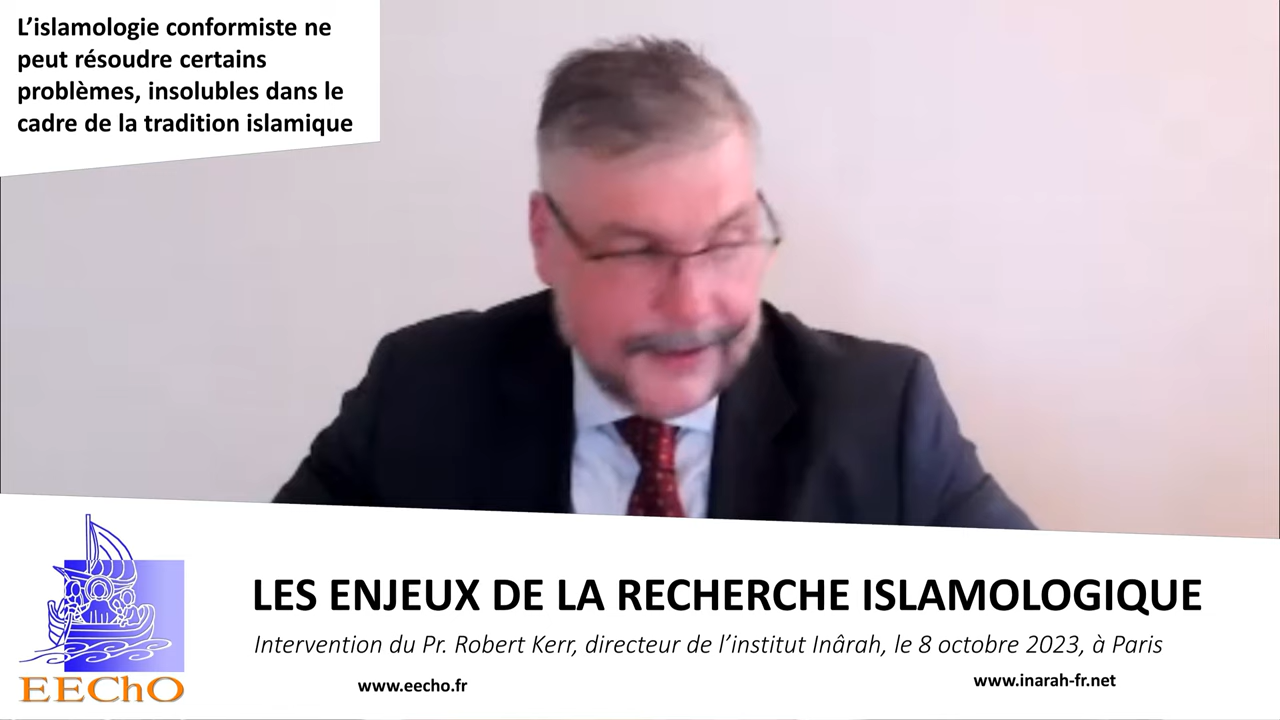 L’islamologie conformiste ne
peut résoudre certains
problèmes, insolubles dans le
cadre de la tradition islamique
LES ENJEUX DE LA RECHERCHE ISLAMOLOGIQUE
Intervention du Pr. Robert Kerr, directeur de l’institut Inârah, le 8 octobre 2023, à Paris
EEChO
www.eecho.fr
www.inarah-fr.net